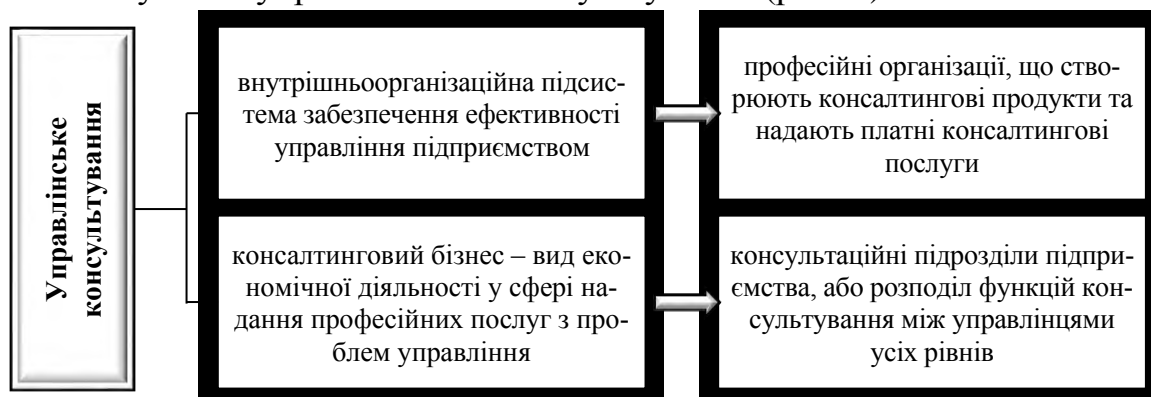 Управлінське
консультування
внутрішньоорганізаційна підсис-
тема забезпечення ефективності
управління підприємством
професійні організації, що ство-
рюють консалтингові продукти та
надають платні консалтингові
послуги
консалтинговий бізнес – вид еко-
номічної діяльності у сфері на-
дання професійних послуг з про-
блем управління
консультаційні підрозділи підпри-
ємства, або розподіл функцій кон-
сультування між управлінцями
усіх рівнів